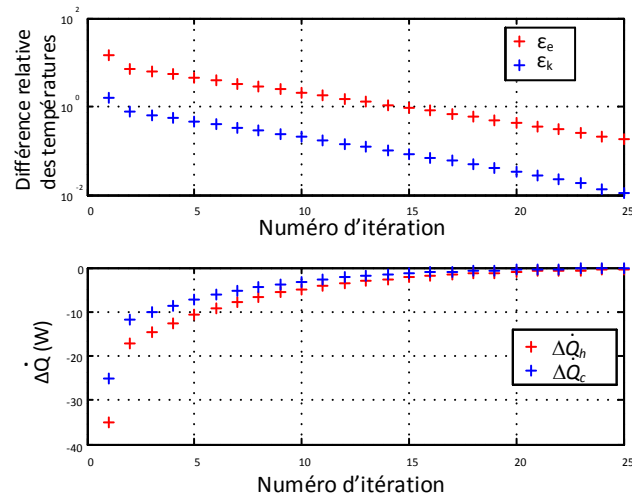 Différence relative
des températures
10²
10⁰
10⁻²
ε_e
ε_k
0 5 10 15 20 25
Numéro d'itération
ΔQ̇ (W)
0
-10
-20
-30
-40
ΔQ̇_h
ΔQ̇_c
0 5 10 15 20 25
Numéro d'itération